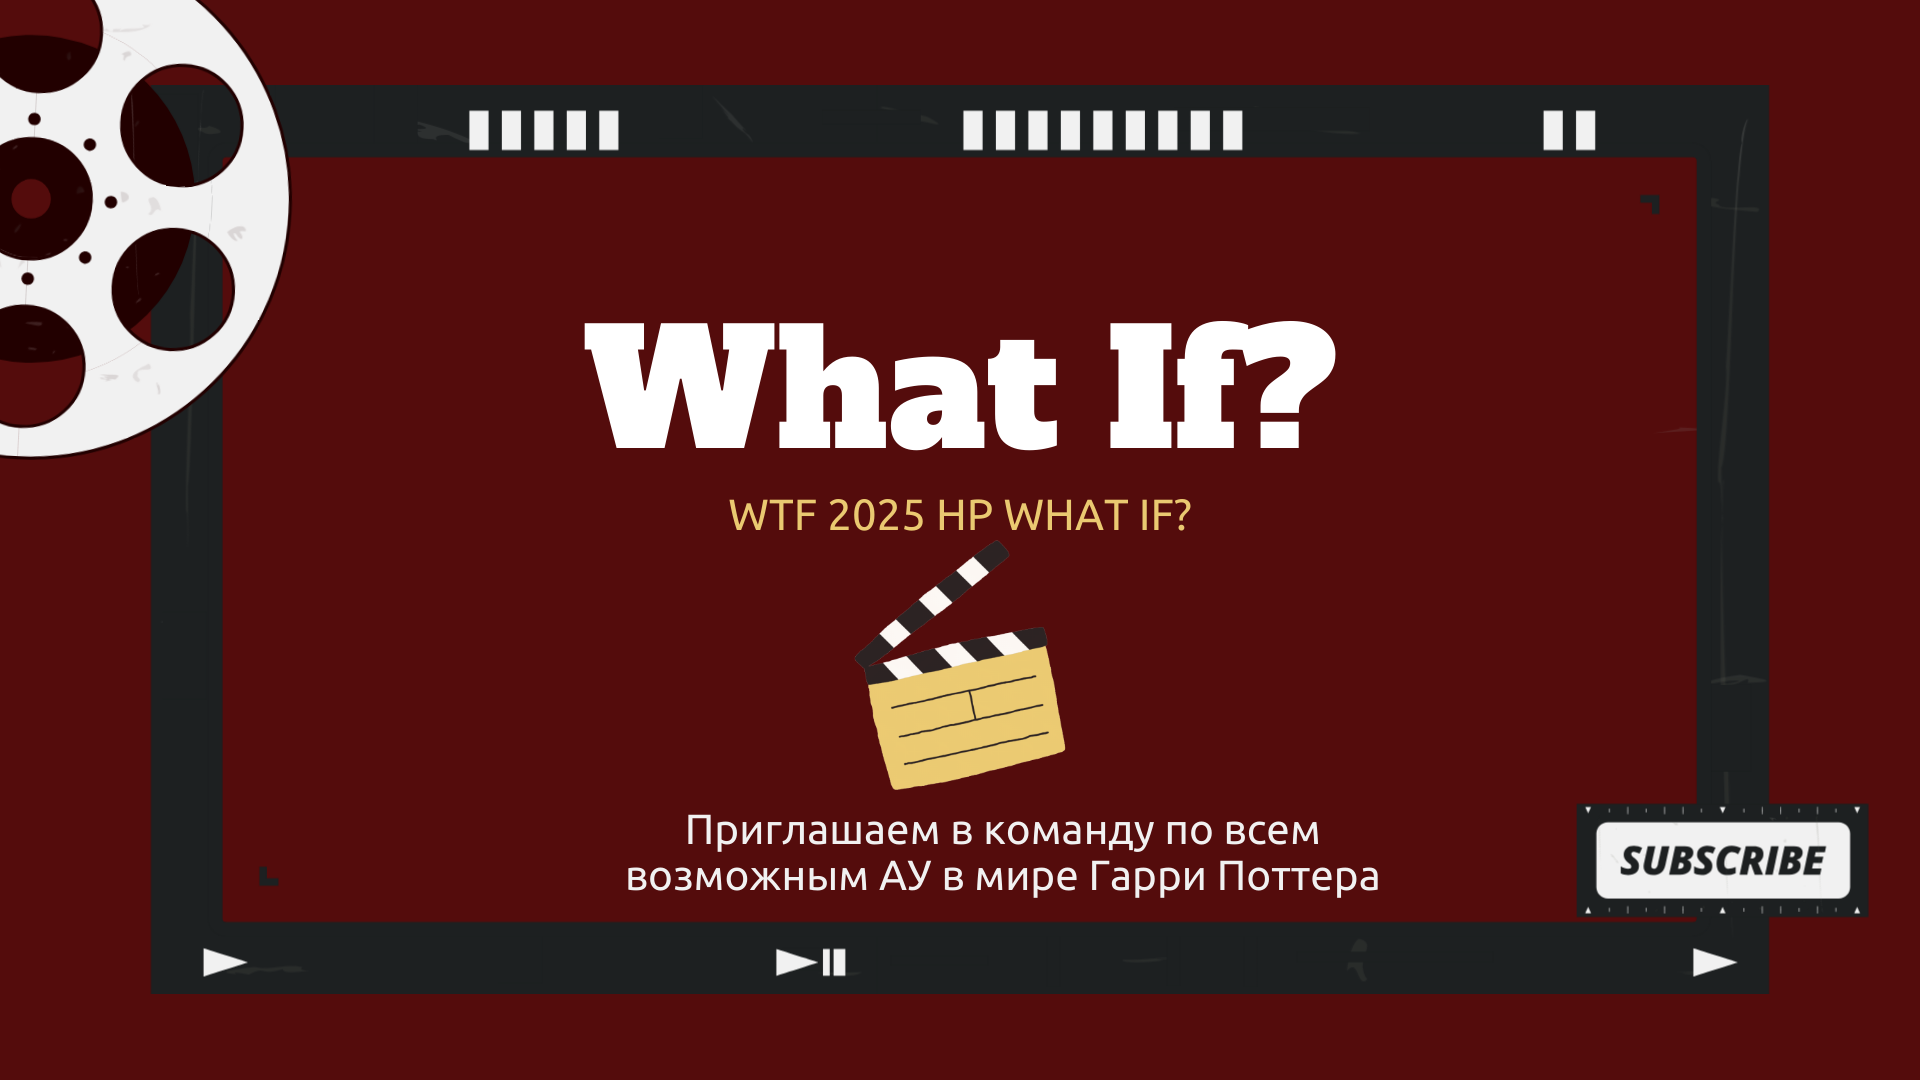 What If?
WTF 2025 HP WHAT IF?
Приглашаем в команду по всем
возможным АУ в мире Гарри Поттера
SUBSCRIBE